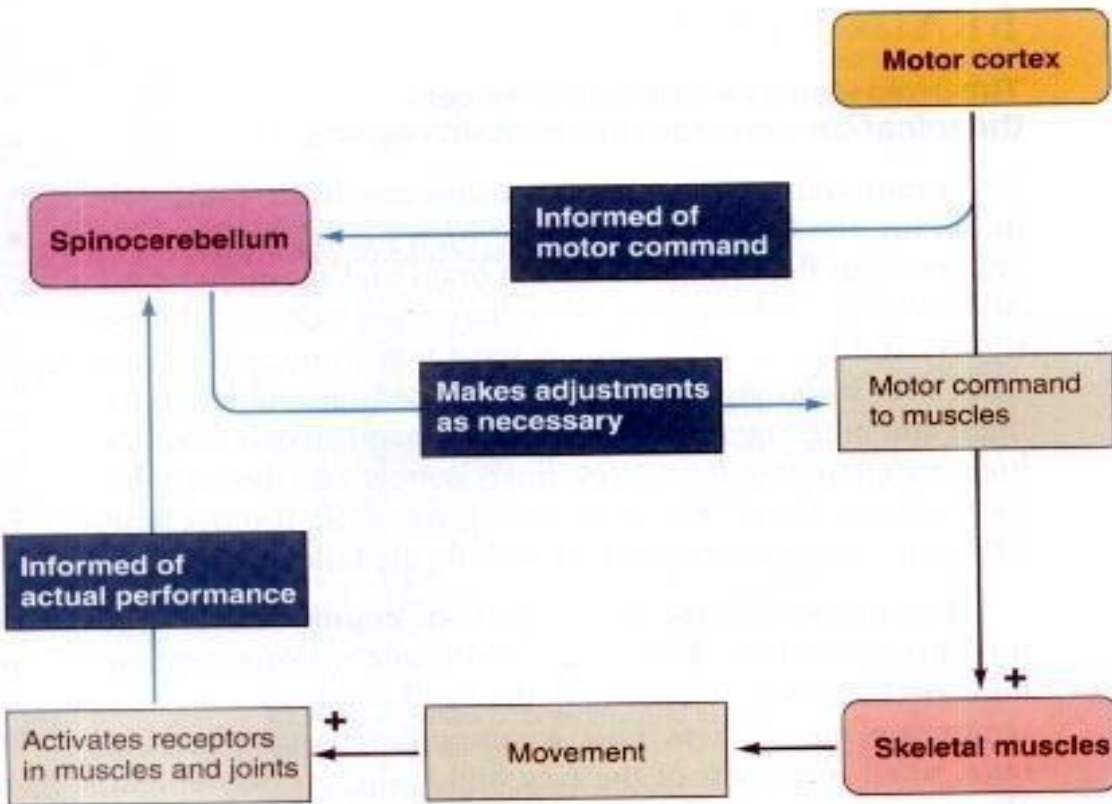 Motor cortex
Informed of
motor command
Spinocerebellum
Makes adjustments
as necessary
Motor command
to muscles
Informed of
actual performance
+
Skeletal muscles
Movement
+
Activates receptors
in muscles and joints